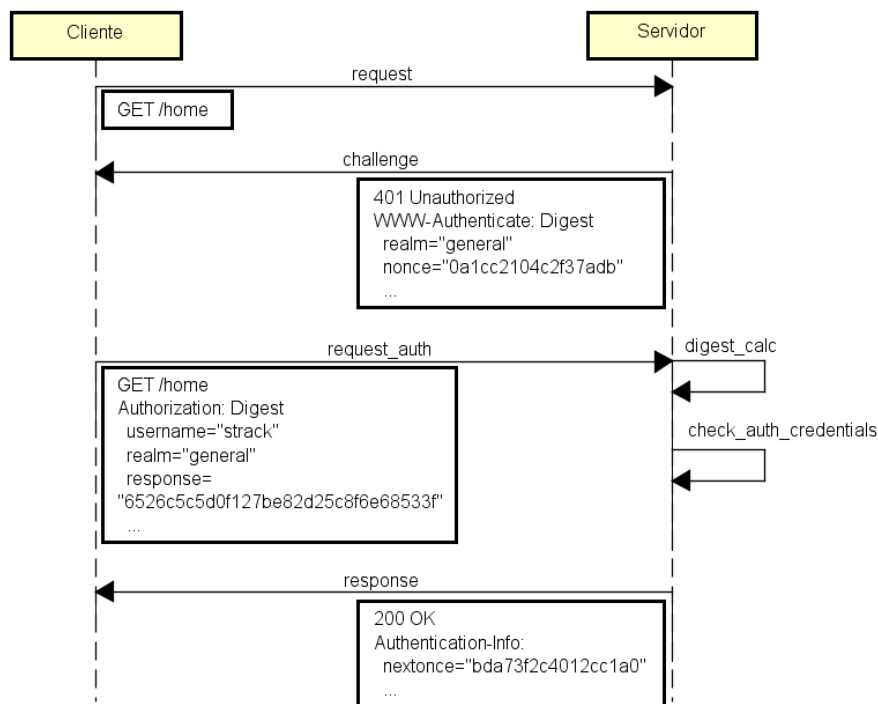 Cliente
Servidor
request
GET /home
challenge
401 Unauthorized
WWW-Authenticate: Digest
realm="general"
nonce="0a1cc2104c2f37adb"
...
request_auth
digest_calc
GET /home
Authorization: Digest
username="strack"
realm="general"
response=
"6526c5c5d0f127be82d25c8f6e68533f"
...
check_auth_credentials
response
200 OK
Authentication-Info:
nextonce="bda73f2c4012cc1a0"
...